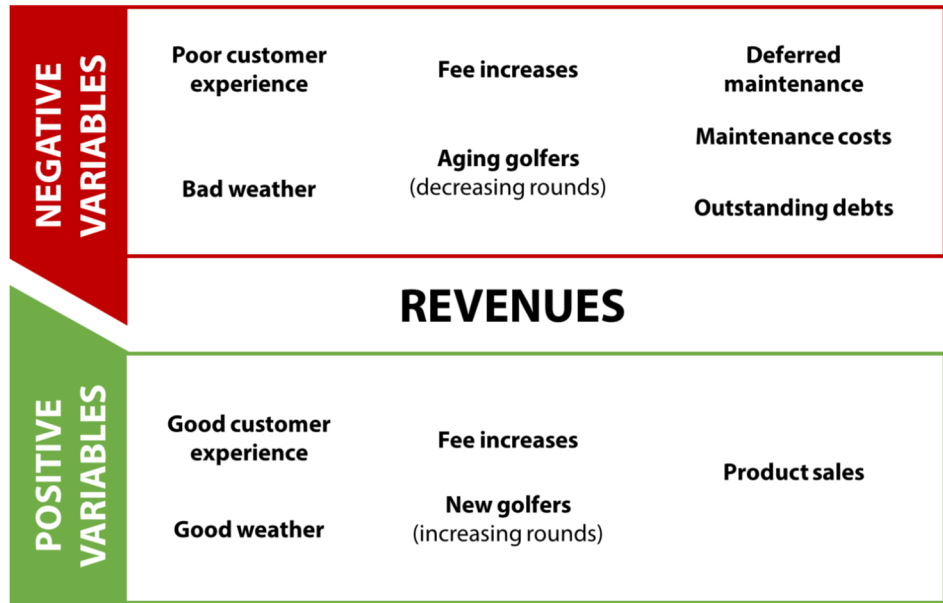 NEGATIVE
VARIABLES
Poor customer
experience
Fee increases
Deferred
maintenance
Maintenance costs
Bad weather
Aging golfers
(decreasing rounds)
Outstanding debts
REVENUES
POSITIVE
VARIABLES
Good customer
experience
Fee increases
Product sales
Good weather
New golfers
(increasing rounds)